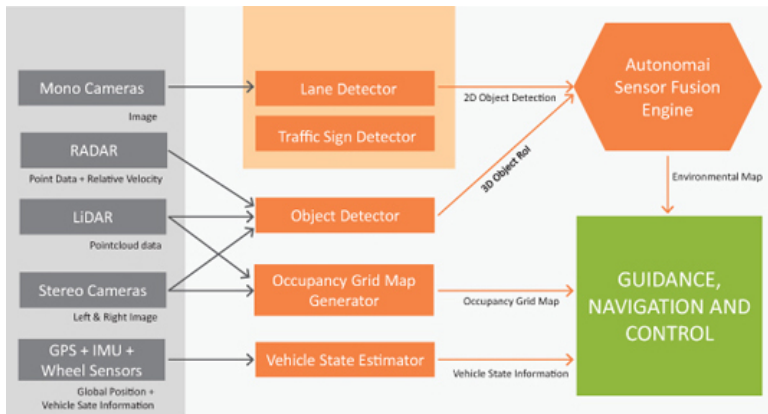 Mono Cameras
Image
RADAR
Point Data + Relative Velocity
LiDAR
Pointcloud data
Stereo Cameras
Left & Right Image
GPS + IMU +
Wheel Sensors
Global Position +
Vehicle Sate Information
Lane Detector
Traffic Sign Detector
Object Detector
Occupancy Grid Map
Generator
Vehicle State Estimator
2D Object Detection
3D Object RoI
Occupancy Grid Map
Vehicle State Information
Autonomai
Sensor Fusion
Engine
Environmental Map
GUIDANCE,
NAVIGATION AND
CONTROL